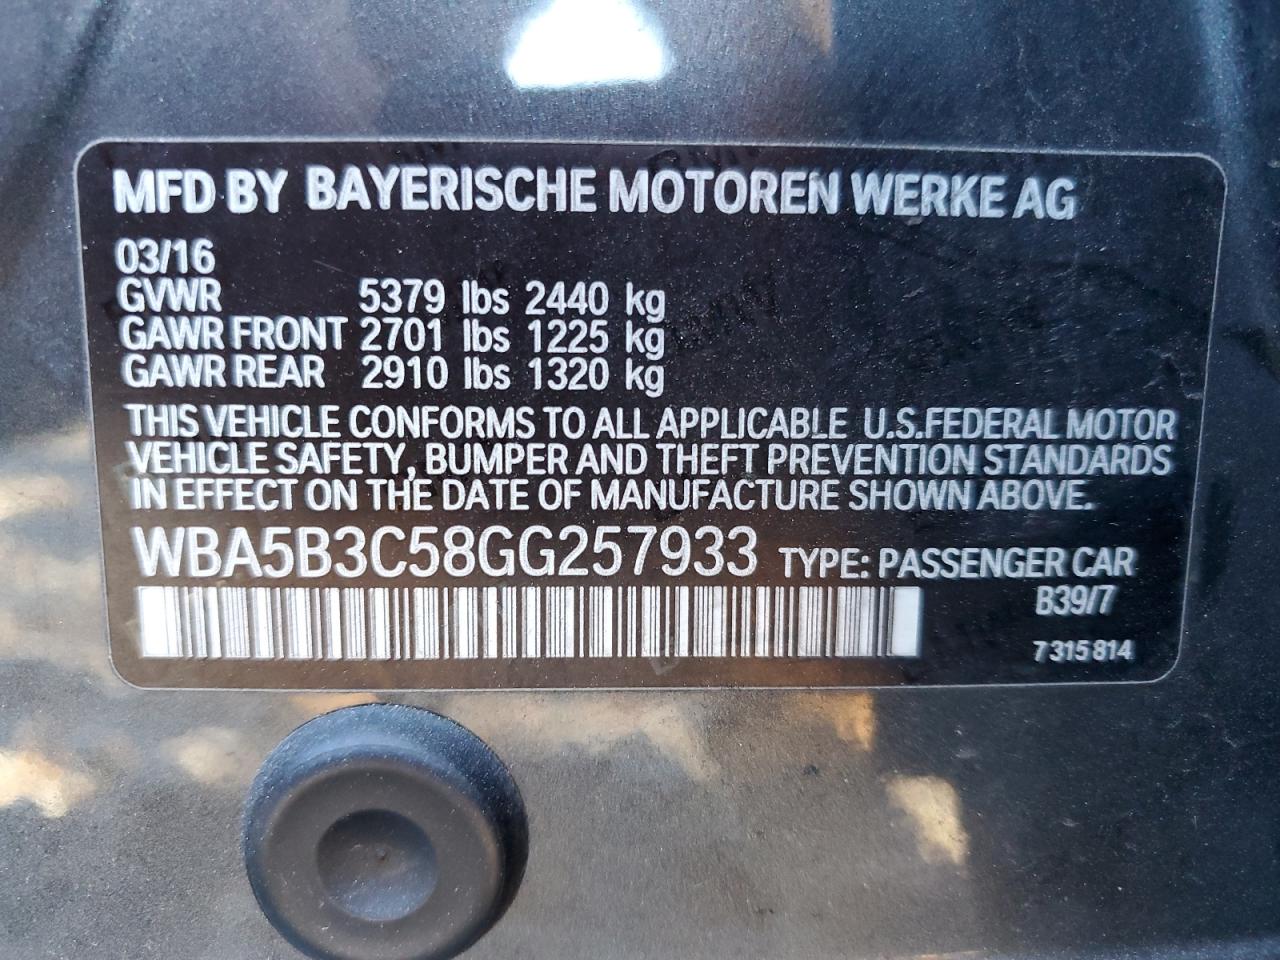 MFD BY BAYERISCHE MOTOREN WERKE AG
03/16
GVWR 5379 lbs 2440 kg
GAWR FRONT 2701 lbs 1225 kg
GAWR REAR 2910 lbs 1320 kg
THIS VEHICLE CONFORMS TO ALL APPLICABLE U.S.FEDERAL MOTOR
VEHICLE SAFETY, BUMPER AND THEFT PREVENTION STANDARDS
IN EFFECT ON THE DATE OF MANUFACTURE SHOWN ABOVE.
WBA5B3C58GG257933 TYPE: PASSENGER CAR
B39/7
7 315 814